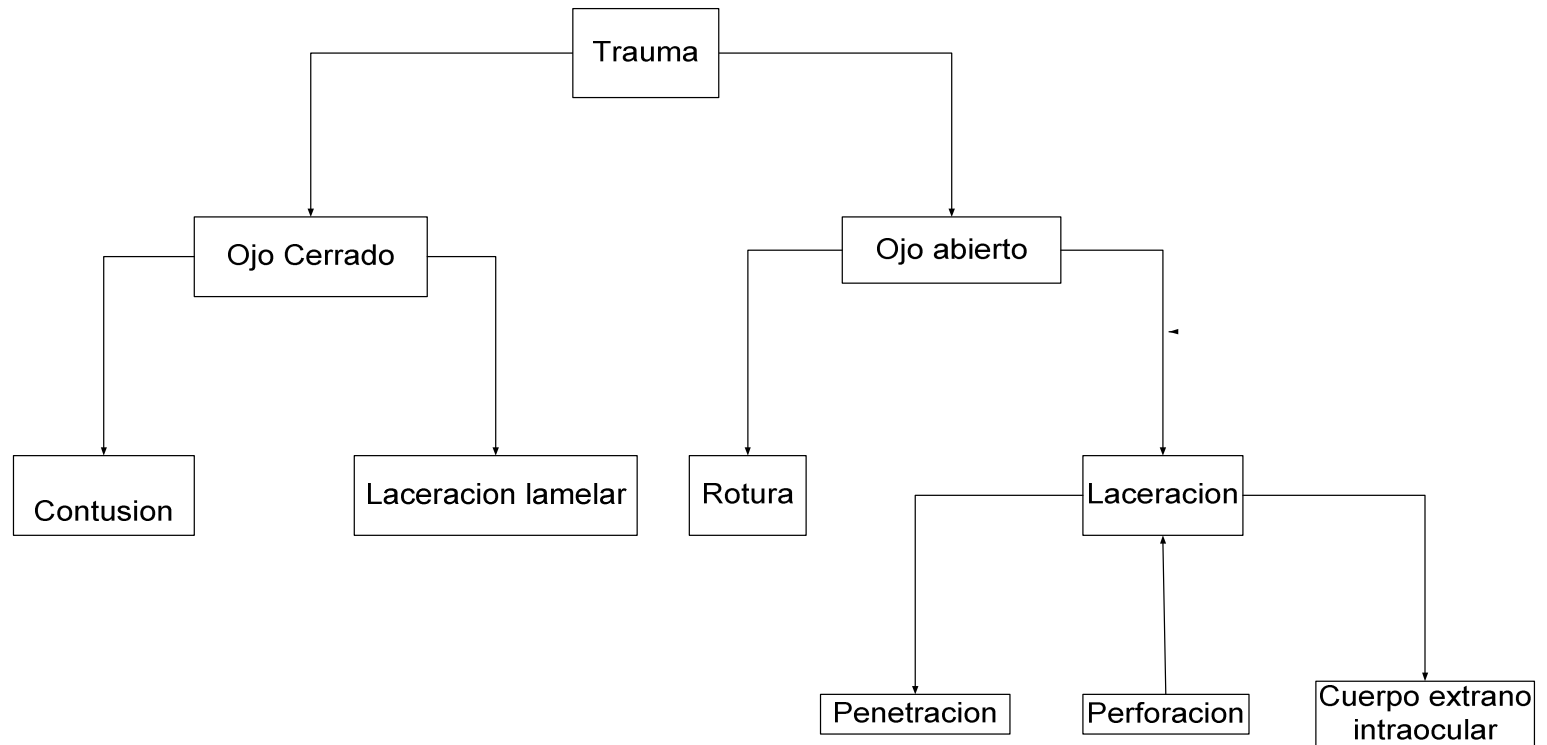 Trauma
Ojo Cerrado
Ojo abierto
Contusion
Laceracion lamelar
Rotura
Laceracion
Penetracion
Perforacion
Cuerpo extrano
intraocular